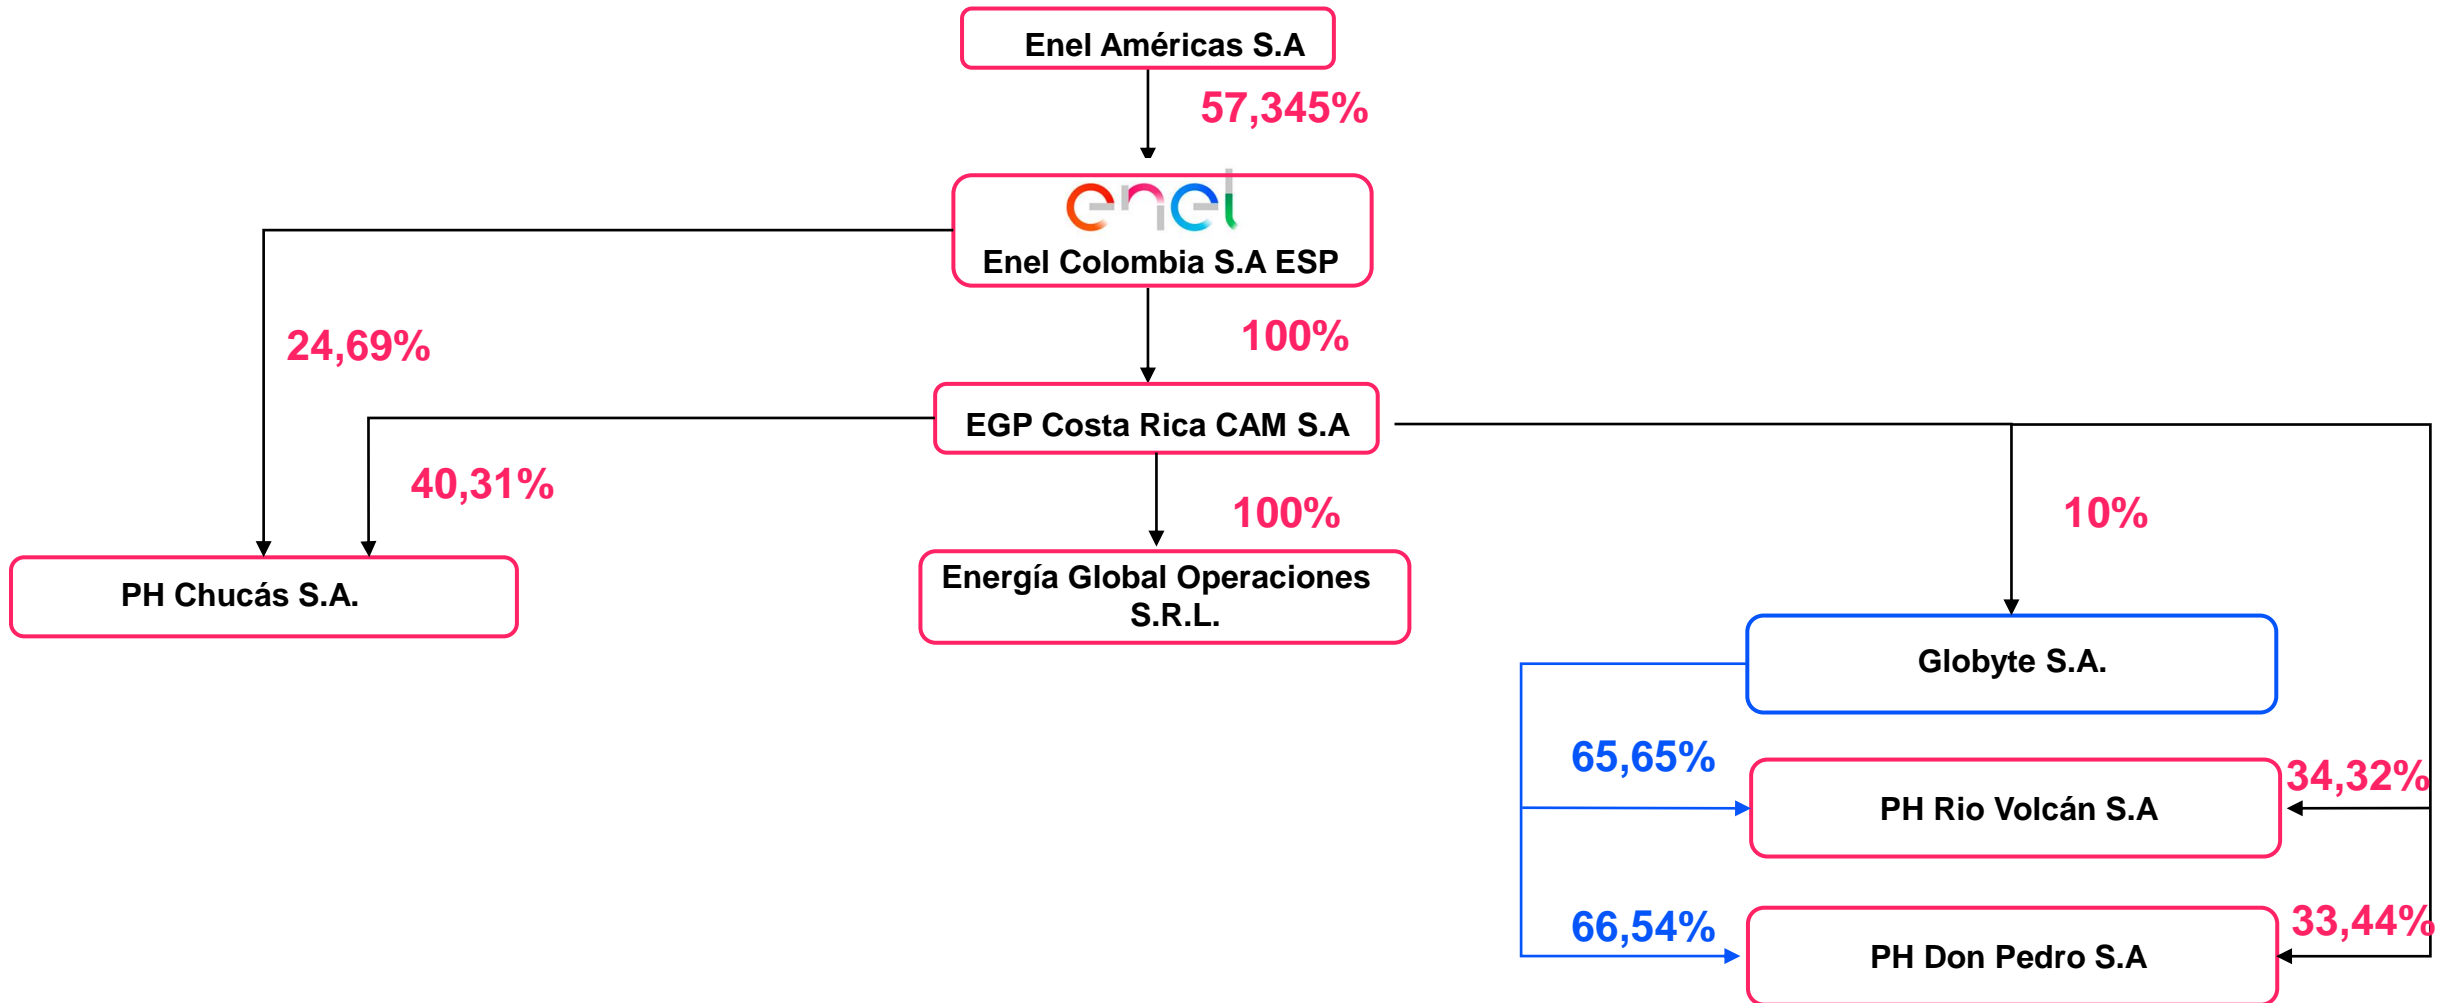 Enel Américas S.A
57,345%
enel
Enel Colombia S.A ESP
24,69%
100%
EGP Costa Rica CAM S.A
40,31%
100%
10%
PH Chucás S.A.
Energía Global Operaciones
S.R.L.
Globyte S.A.
65,65%
PH Rio Volcán S.A
34,32%
66,54%
PH Don Pedro S.A
33,44%